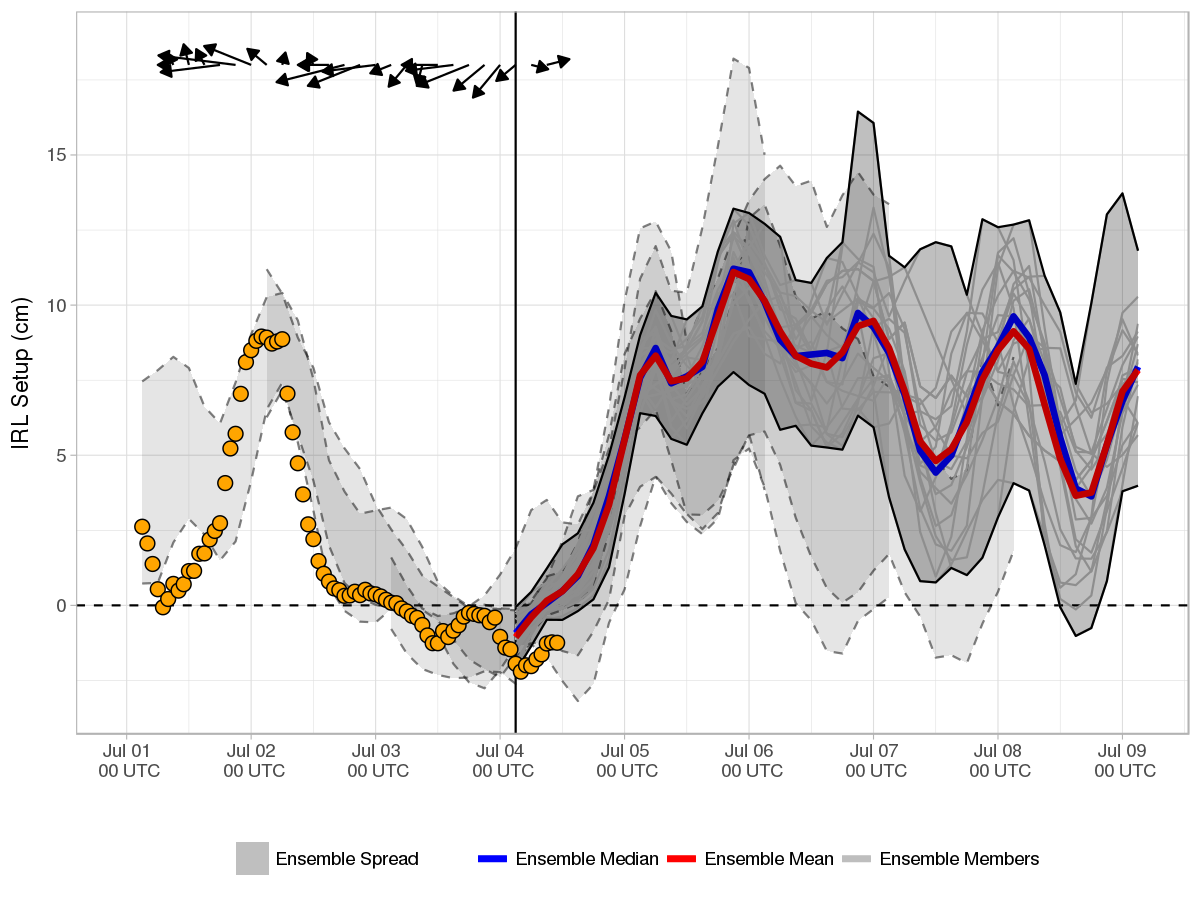 IRL Setup (cm)
15
10
5
0
Jul 01 Jul 02 Jul 03 Jul 04 Jul 05 Jul 06 Jul 07 Jul 08 Jul 09
00 UTC 00 UTC 00 UTC 00 UTC 00 UTC 00 UTC 00 UTC 00 UTC 00 UTC
Ensemble Spread Ensemble Median Ensemble Mean Ensemble Members